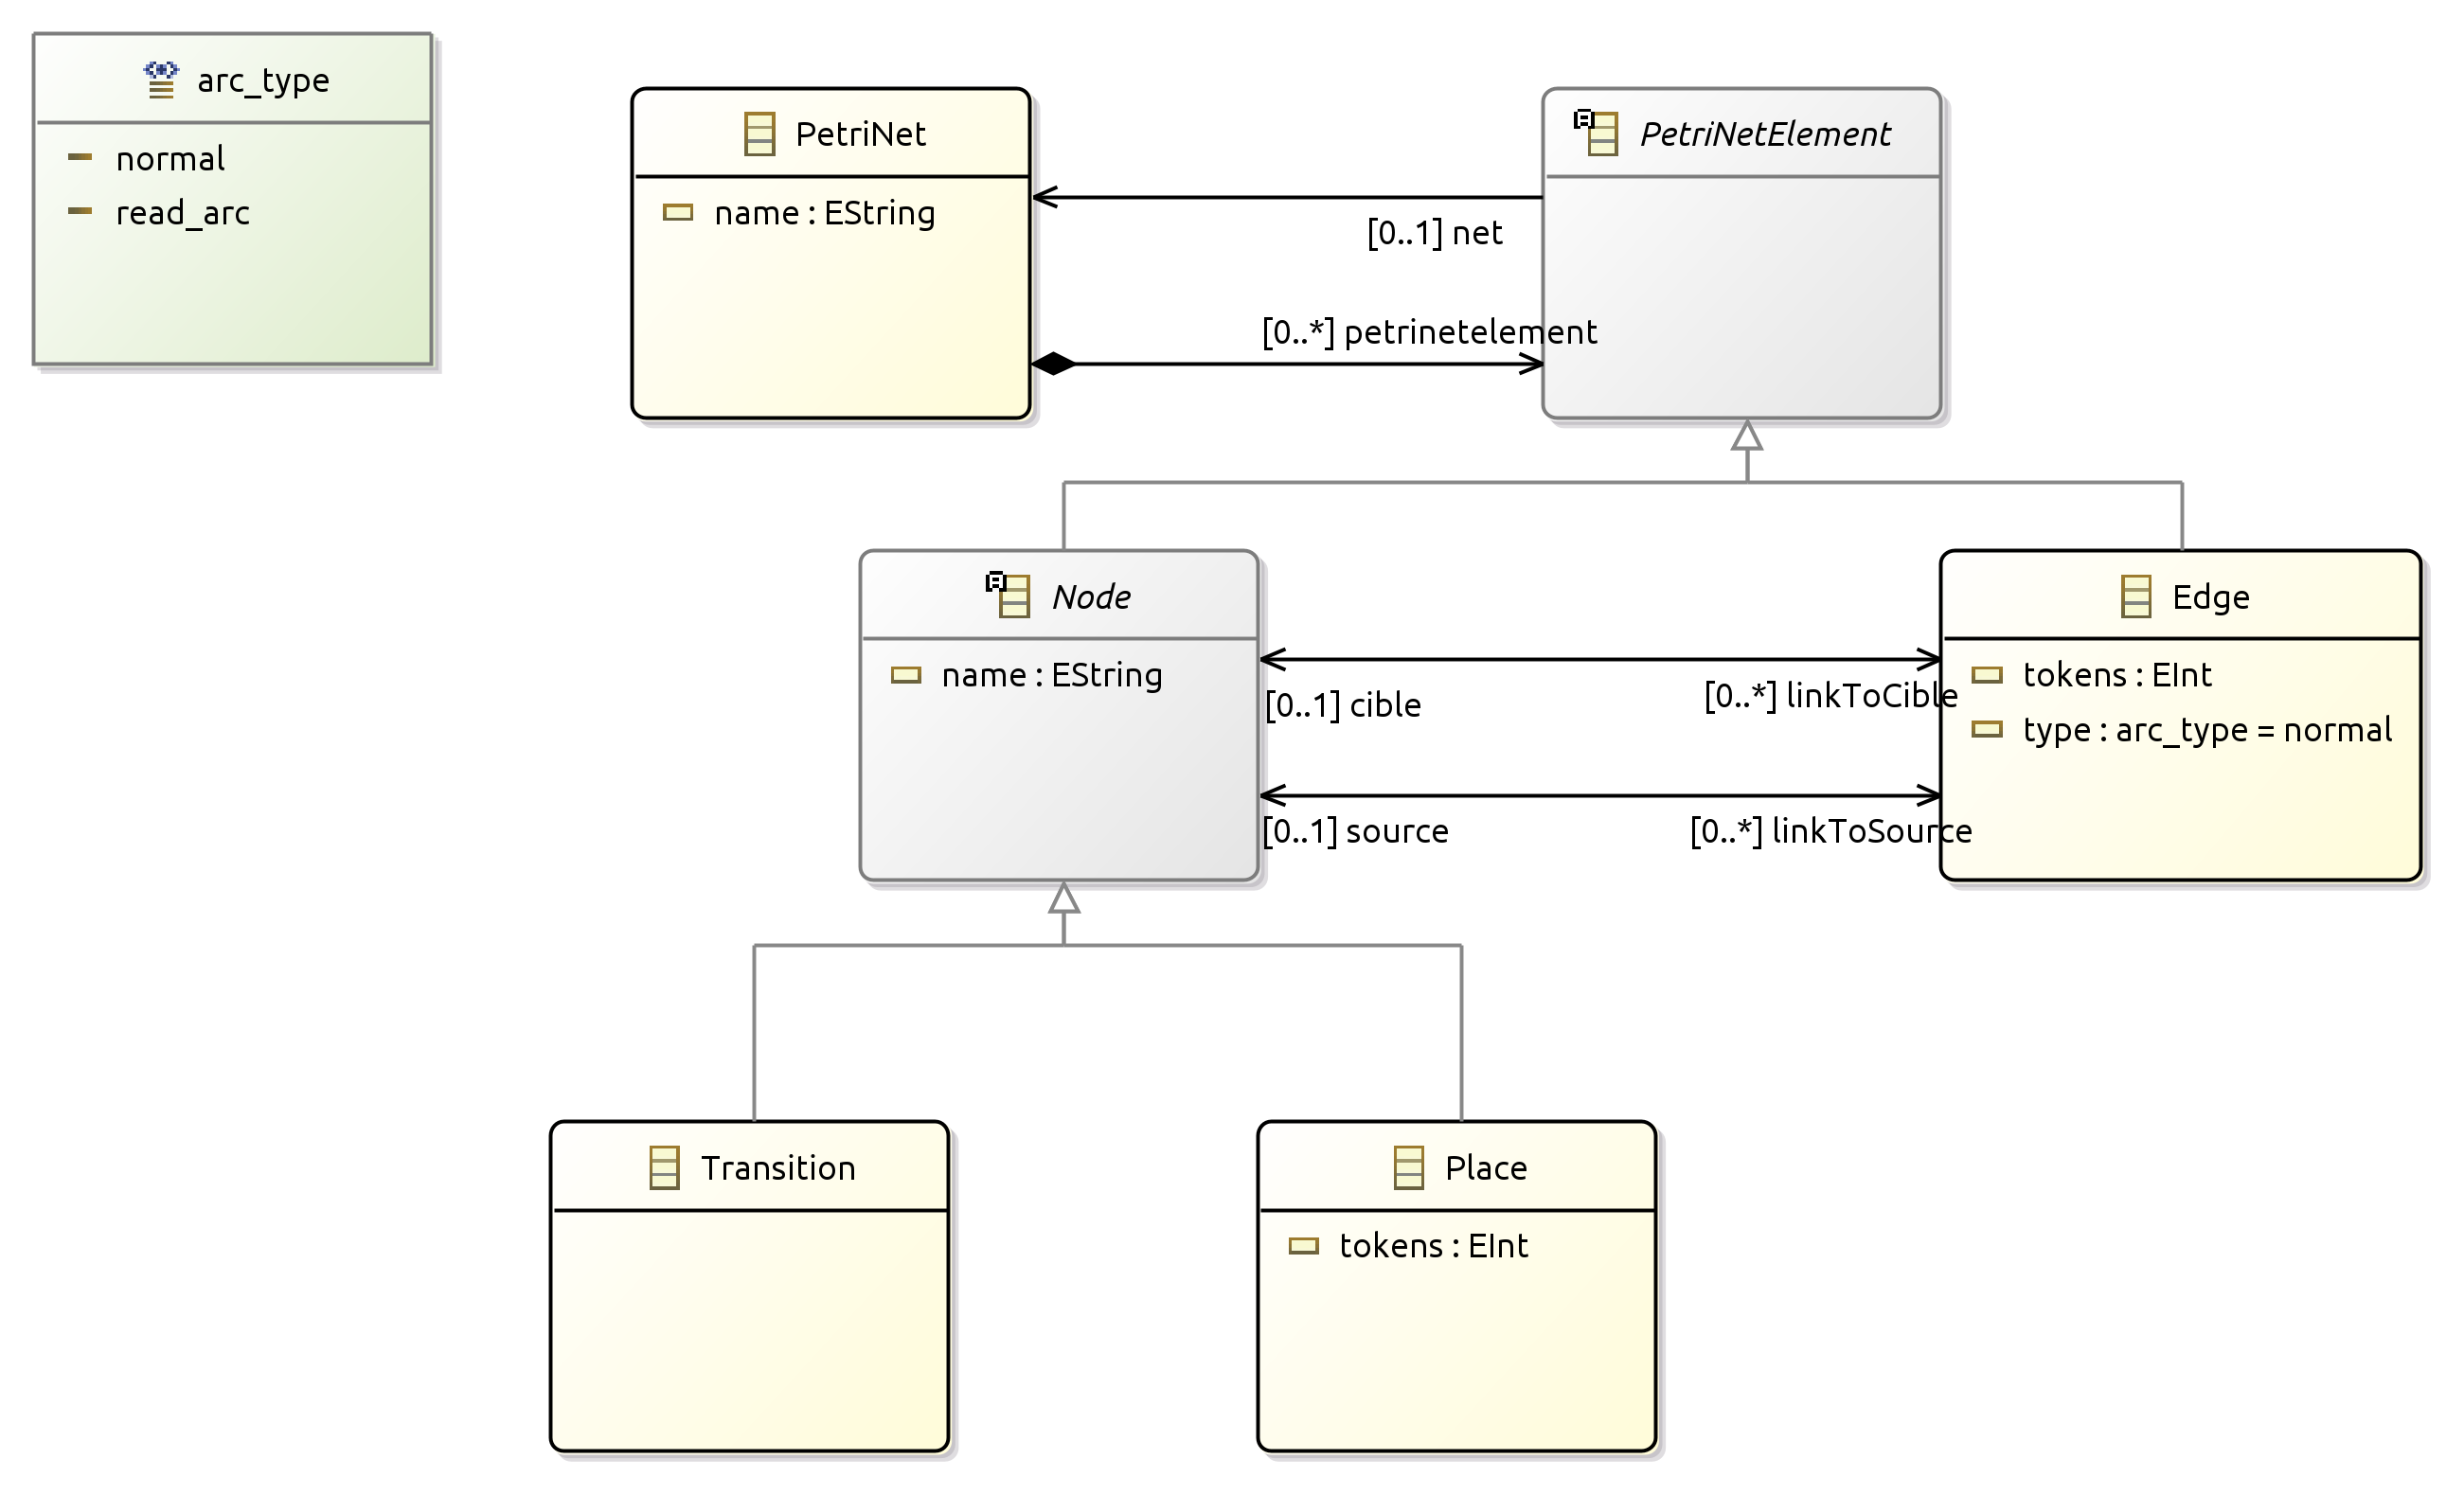 arc_type
normal
read_arc
PetriNet
name : EString
PetriNetElement
[0..1] net
[0..*] petrinetelement
Node
name : EString
Edge
tokens : EInt
type : arc_type = normal
[0..1] cible
[0..*] linkToCible
[0..1] source
[0..*] linkToSource
Transition
Place
tokens : EInt